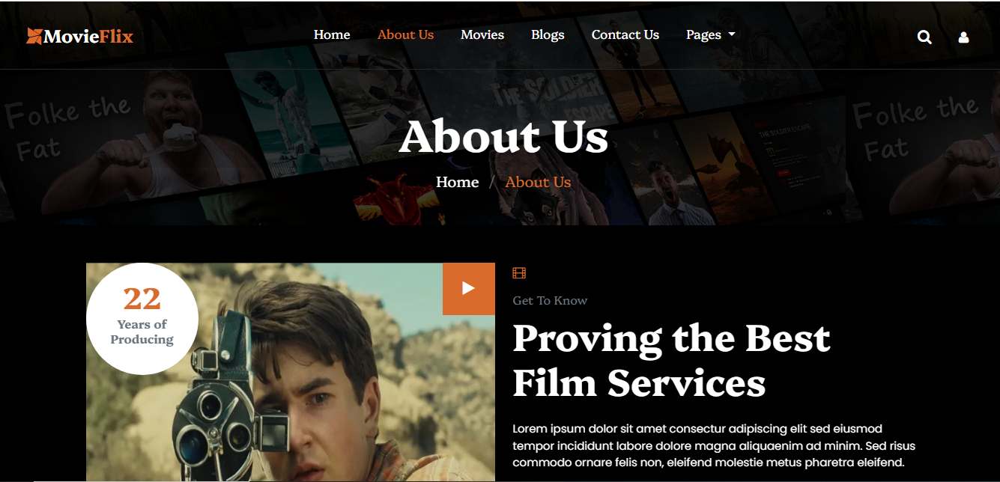 MovieFlix
Home About Us Movies Blogs Contact Us Pages
Folke the
Fat
THE SOLDIER
ESCAPE
THE SOLDIER ESCAPE
Folke the
Fat
About Us
Home / About Us
22
Years of
Producing
Get To Know
Proving the Best
Film Services
Lorem ipsum dolor sit amet consectur adipiscing elit sed eiusmod
tempor incididunt labore dolore magna aliquaenim ad minim. Sed risus
commodo ornare felis non, eleifend molestie metus pharetra eleifend.